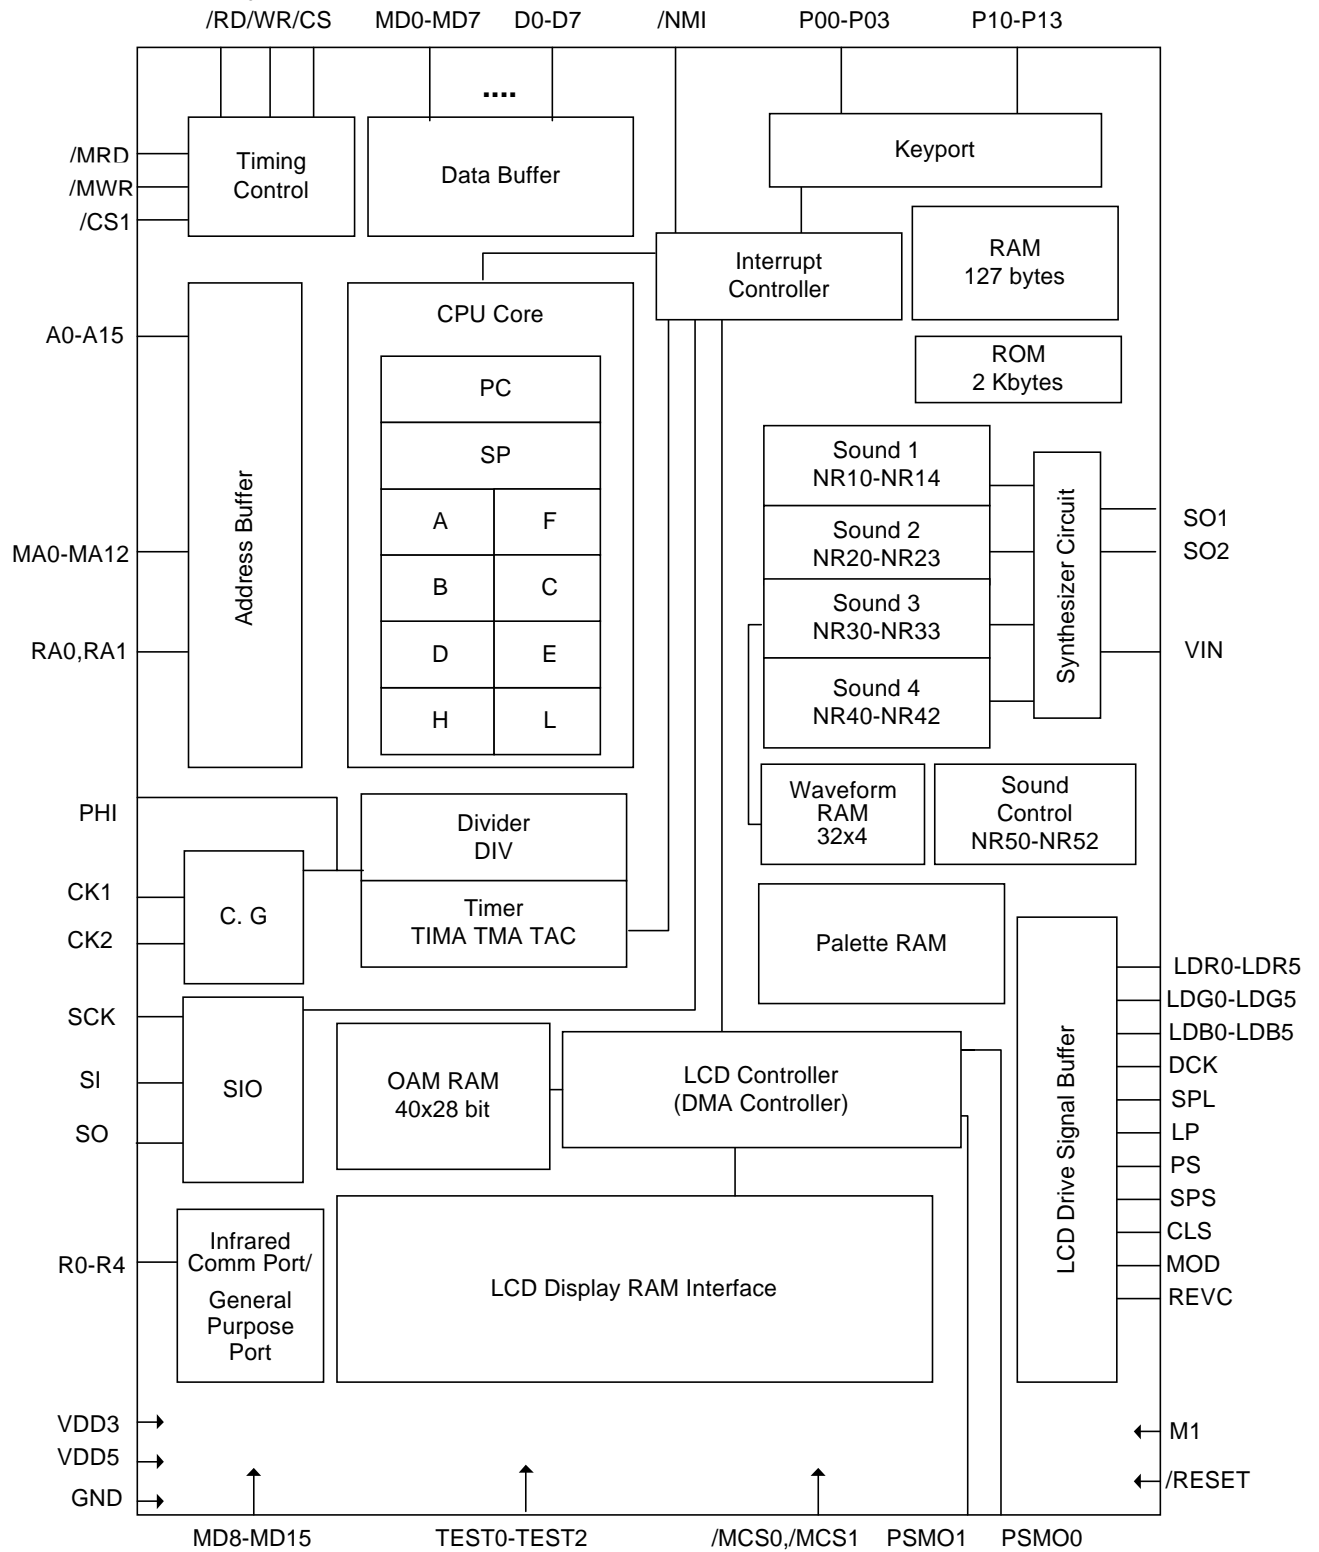 /RD/WR/CS
MD0-MD7
D0-D7
/NMI
P00-P03
P10-P13
....
/MRD
/MWR
/CS1
Timing
Control
Data Buffer
Keyport
Interrupt
Controller
RAM
127 bytes
A0-A15
MA0-MA12
RA0,RA1
Address Buffer
CPU Core
PC
SP
A
F
B
C
D
E
H
L
ROM
2 Kbytes
Sound 1
NR10-NR14
Sound 2
NR20-NR23
Sound 3
NR30-NR33
Sound 4
NR40-NR42
Synthesizer Circuit
SO1
SO2
VIN
Waveform
RAM
32x4
Sound
Control
NR50-NR52
PHI
CK1
CK2
C. G
Divider
DIV
Timer
TIMA TMA TAC
Palette RAM
SCK
SI
SO
SIO
OAM RAM
40x28 bit
LCD Controller
(DMA Controller)
LCD Drive Signal Buffer
LDR0-LDR5
LDG0-LDG5
LDB0-LDB5
DCK
SPL
LP
PS
SPS
CLS
MOD
REVC
R0-R4
Infrared
Comm Port/
General
Purpose
Port
LCD Display RAM Interface
VDD3
VDD5
GND
M1
/RESET
MD8-MD15
TEST0-TEST2
/MCS0,/MCS1
PSMO1
PSMO0